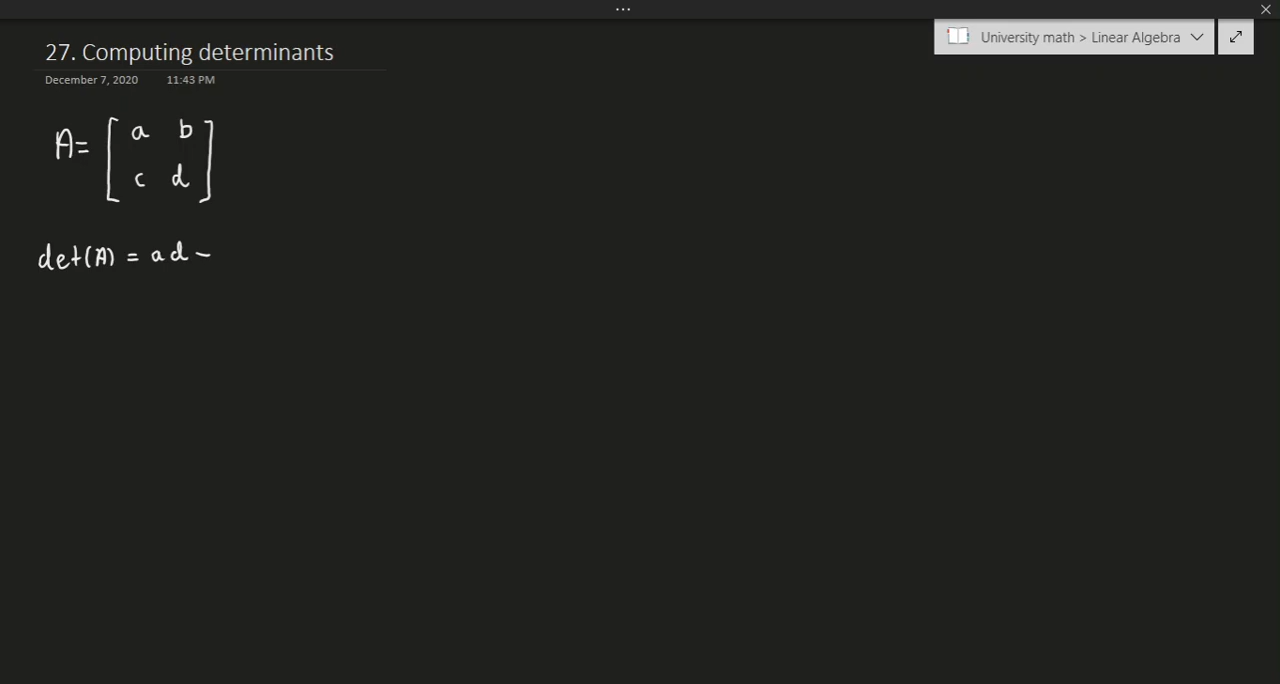 ...
27. Computing determinants
University math > Linear Algebra
December 7, 2020 11:43 PM
A = [ a b
c d ]
det(A) = ad -